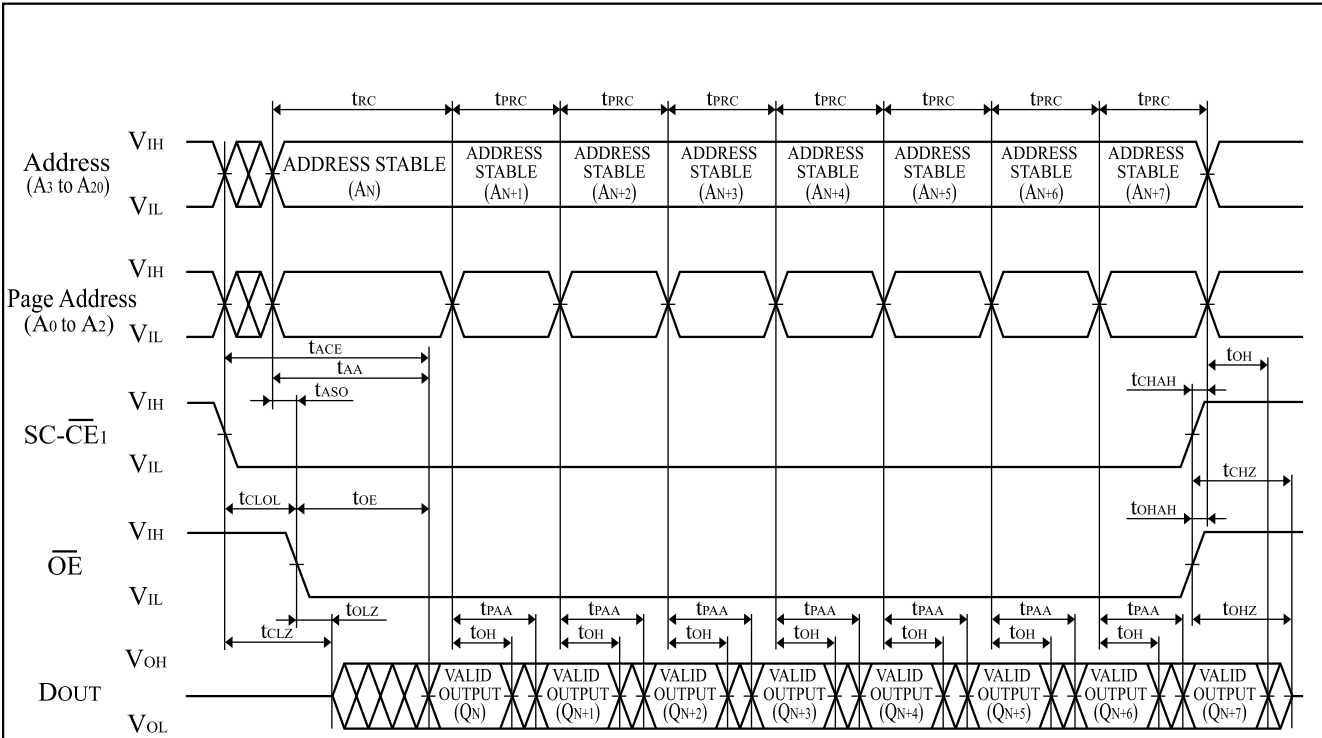 tRC tPRC tPRC tPRC tPRC tPRC tPRC tPRC
VIH
Address
(A3 to A20)
VIL
ADDRESS STABLE
(AN)
ADDRESS
STABLE
(AN+1)
ADDRESS
STABLE
(AN+2)
ADDRESS
STABLE
(AN+3)
ADDRESS
STABLE
(AN+4)
ADDRESS
STABLE
(AN+5)
ADDRESS
STABLE
(AN+6)
ADDRESS
STABLE
(AN+7)
VIH
Page Address
(A0 to A2)
VIL
tACE
tAA
tASO
tOH
tCHAH
VIH
SC-C̅E̅1
VIL
tCHZ
tCLOL tOE
tOHAH
VIH
O̅E̅
VIL
tOLZ
tCLZ
tPAA tPAA tPAA tPAA tPAA tPAA tPAA
tOHZ
tOH tOH tOH tOH tOH tOH tOH
VOH
DOUT
VOL
VALID
OUTPUT
(QN)
VALID
OUTPUT
(QN+1)
VALID
OUTPUT
(QN+2)
VALID
OUTPUT
(QN+3)
VALID
OUTPUT
(QN+4)
VALID
OUTPUT
(QN+5)
VALID
OUTPUT
(QN+6)
VALID
OUTPUT
(QN+7)